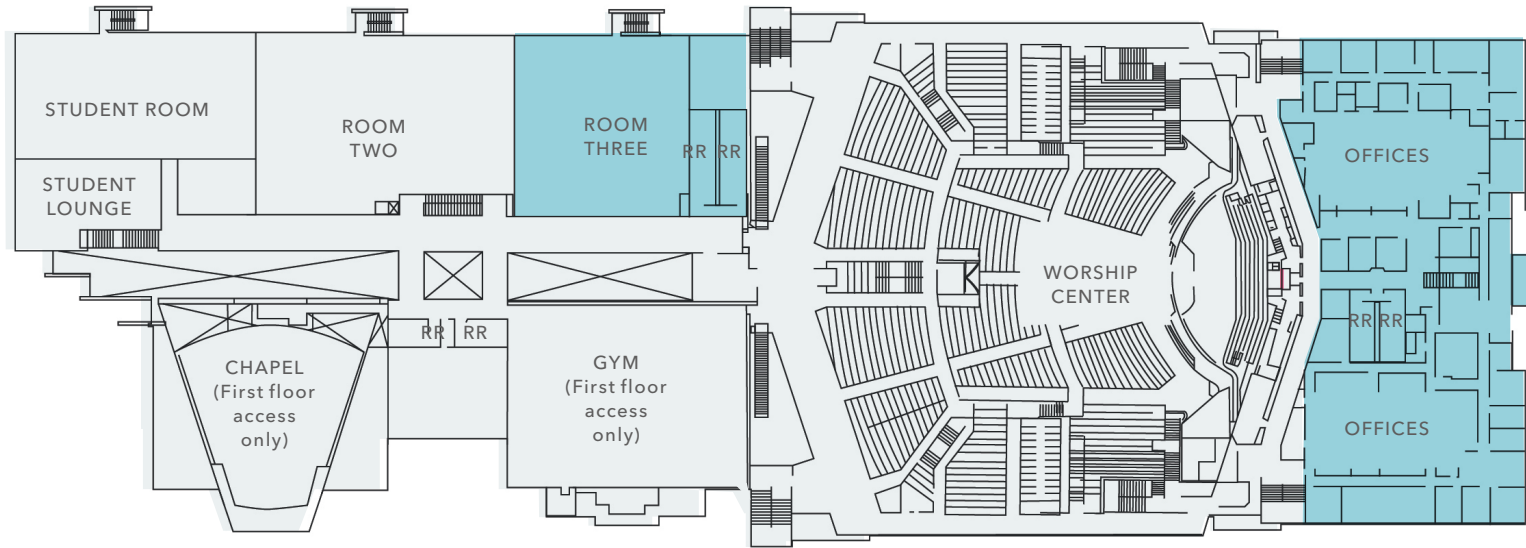 STUDENT ROOM
ROOM
TWO
ROOM
THREE
RR RR
OFFICES
STUDENT
LOUNGE
WORSHIP
CENTER
RR RR
RR RR
CHAPEL
(First floor
access
only)
GYM
(First floor
access
only)
OFFICES